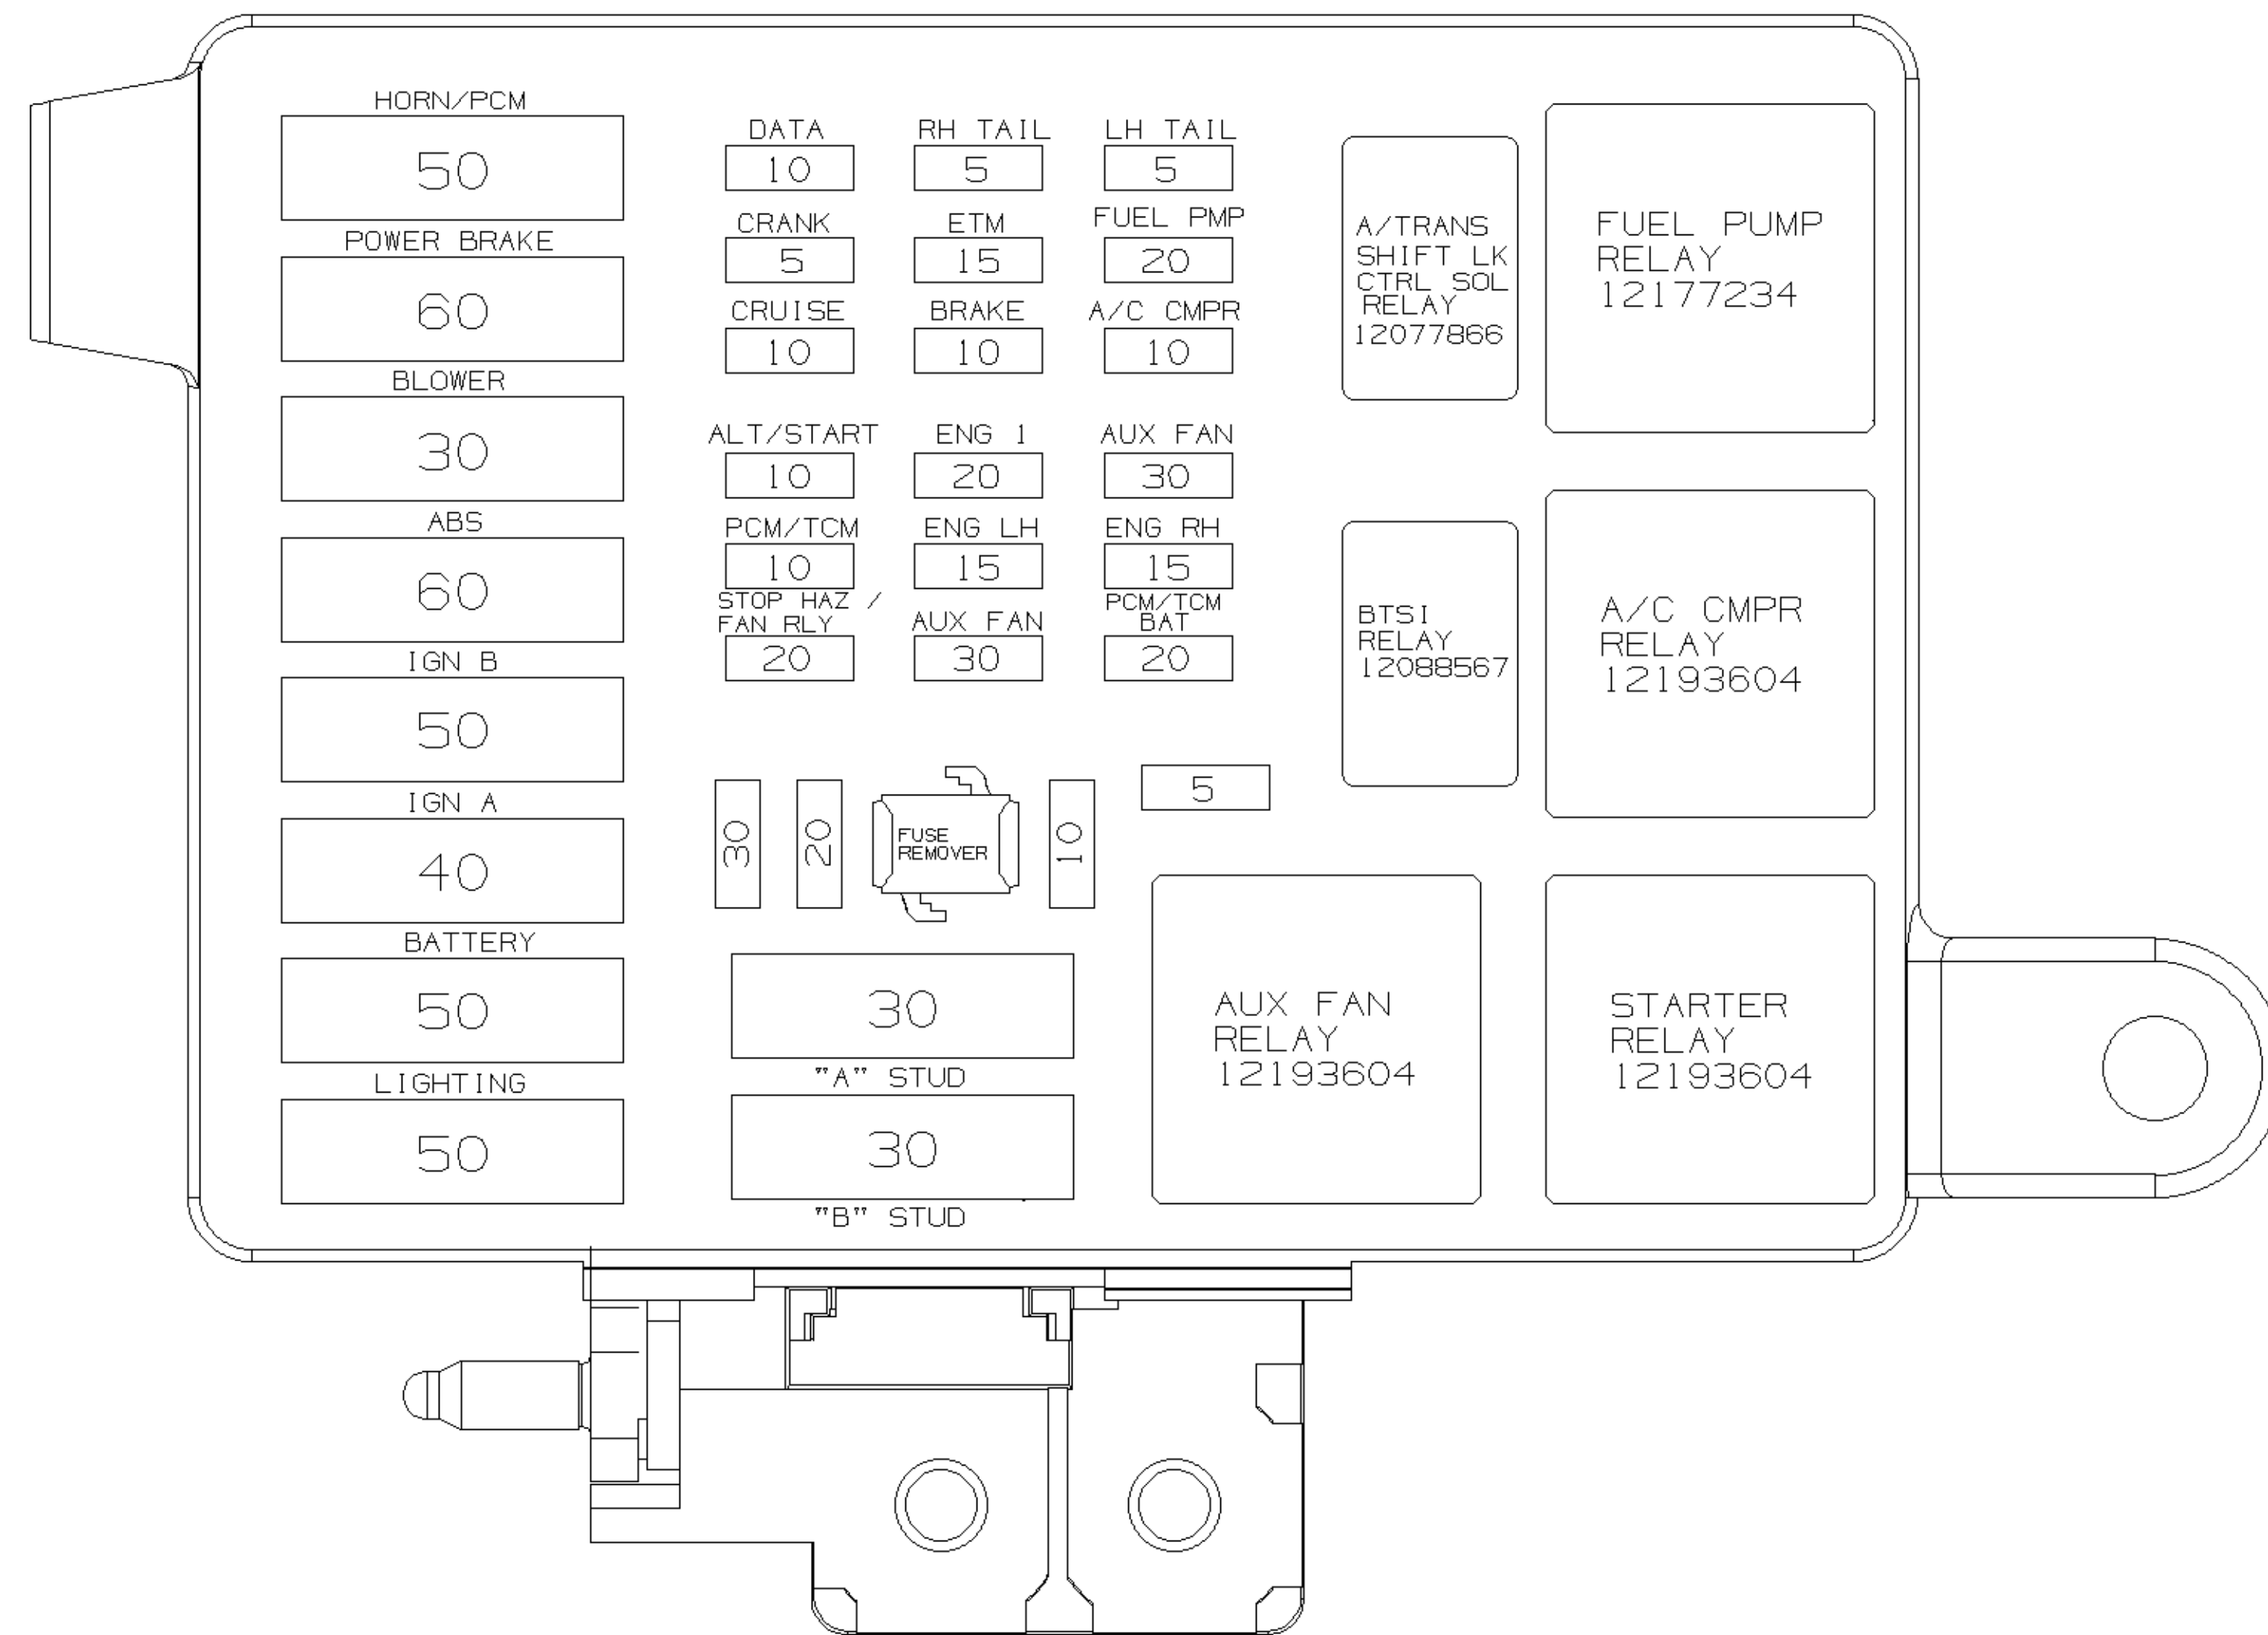 HORN/PCM
50
POWER BRAKE
60
BLOWER
30
ABS
60
IGN B
50
IGN A
40
BATTERY
50
LIGHTING
50
DATA RH TAIL LH TAIL
10 5 5
CRANK ETM FUEL PMP
5 15 20
CRUISE BRAKE A/C CMPR
10 10 10
ALT/START ENG 1 AUX FAN
10 20 30
PCM/TCM ENG LH ENG RH
10 15 15
STOP HAZ /
FAN RLY
20
AUX FAN
30
PCM/TCM
BAT
20
30
20
FUSE
REMOVER
10
5
30
"A" STUD
30
"B" STUD
A/TRANS
SHIFT LK
CTRL SOL
RELAY
12077866
FUEL PUMP
RELAY
12177234
BTSI
RELAY
12088567
A/C CMPR
RELAY
12193604
AUX FAN
RELAY
12193604
STARTER
RELAY
12193604